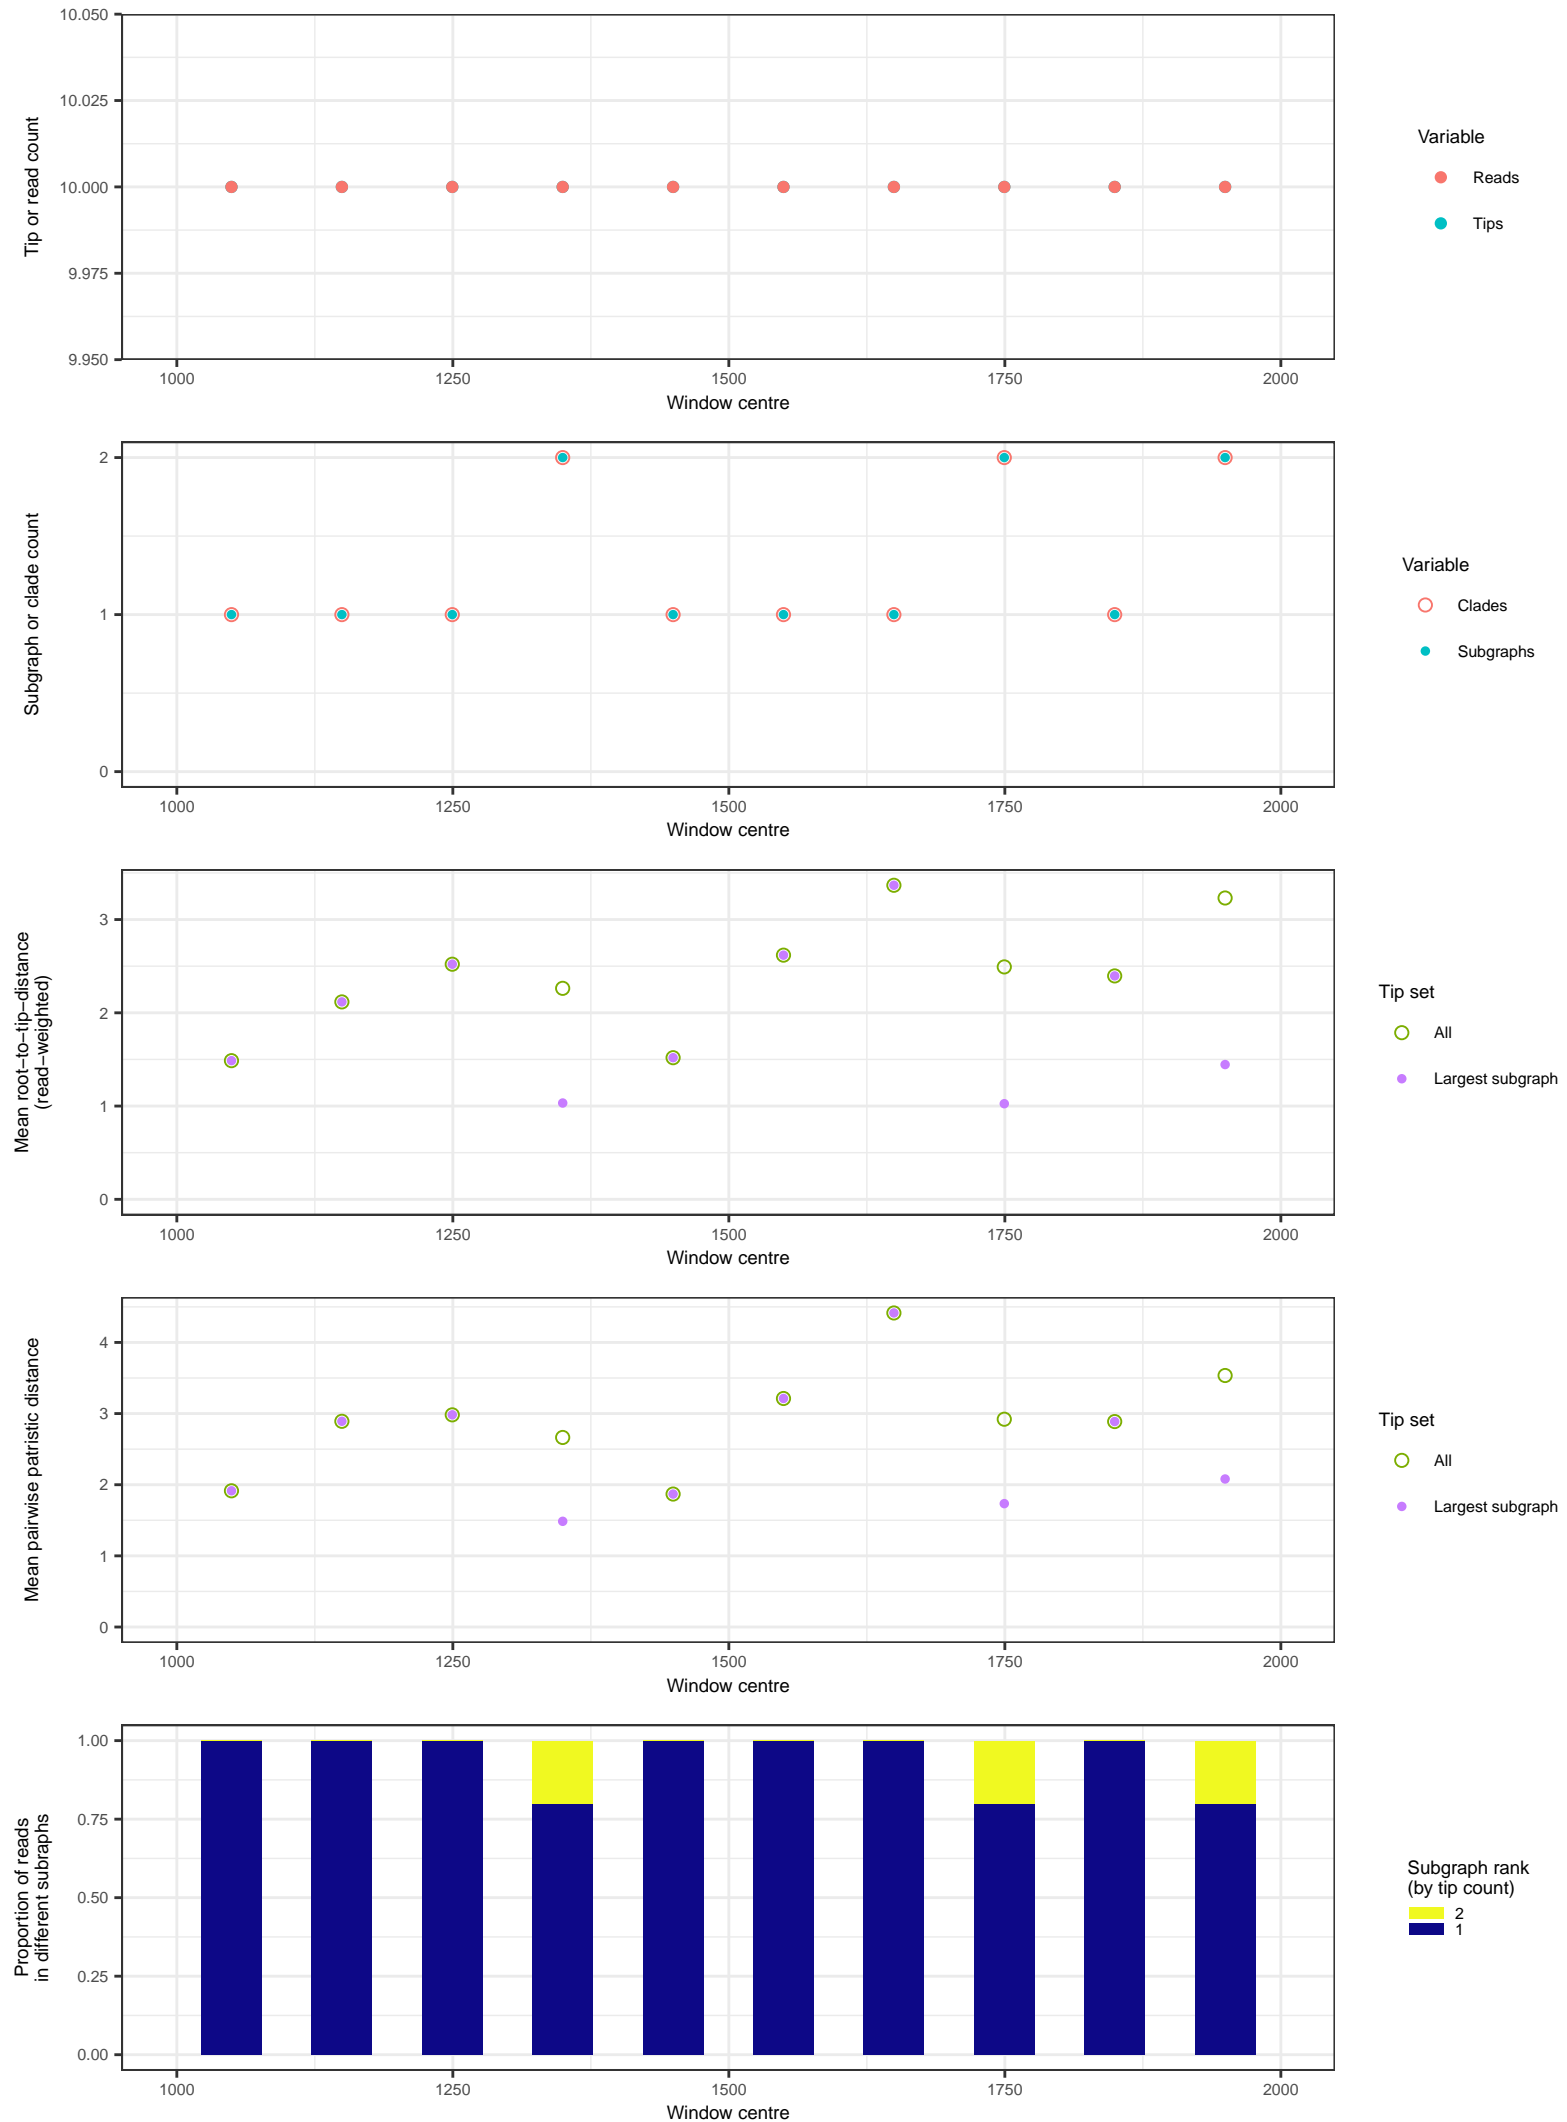 10.050
10.025
10.000
9.975
9.950
Tip or read count
1000 1250 1500 1750 2000
Window centre
Variable
Reads
Tips
2
1
0
Subgraph or clade count
1000 1250 1500 1750 2000
Window centre
Variable
Clades
Subgraphs
3
2
1
0
Mean root−to−tip−distance
(read−weighted)
1000 1250 1500 1750 2000
Window centre
Tip set
All
Largest subgraph
4
3
2
1
0
Mean pairwise patristic distance
1000 1250 1500 1750 2000
Window centre
Tip set
All
Largest subgraph
1.00
0.75
0.50
0.25
0.00
Proportion of reads
in different subraphs
1000 1250 1500 1750 2000
Window centre
Subgraph rank
(by tip count)
2
1